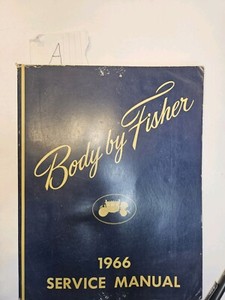 A
Body by Fisher
1966
SERVICE MANUAL